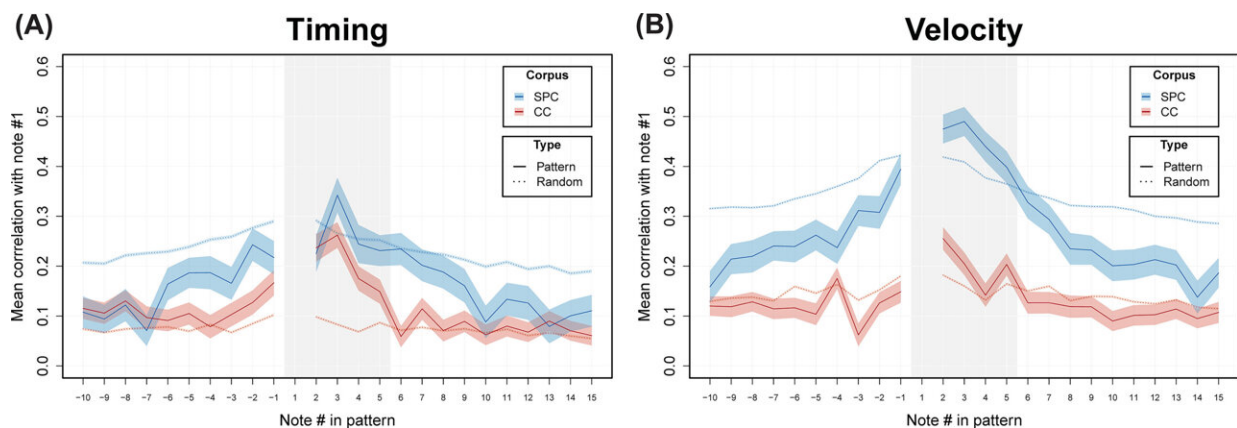 (A) Timing
Mean corrrelation with note #1
0.6
0.5
0.4
0.3
0.2
0.1
0.0
Corpus
SPC
CC
Type
Pattern
Random
-10 -9 -8 -7 -6 -5 -4 -3 -2 -1 1 2 3 4 5 6 7 8 9 10 11 12 13 14 15
Note # in pattern
(B) Velocity
Mean corrrelation with note #1
0.6
0.5
0.4
0.3
0.2
0.1
0.0
Corpus
SPC
CC
Type
Pattern
Random
-10 -9 -8 -7 -6 -5 -4 -3 -2 -1 1 2 3 4 5 6 7 8 9 10 11 12 13 14 15
Note # in pattern